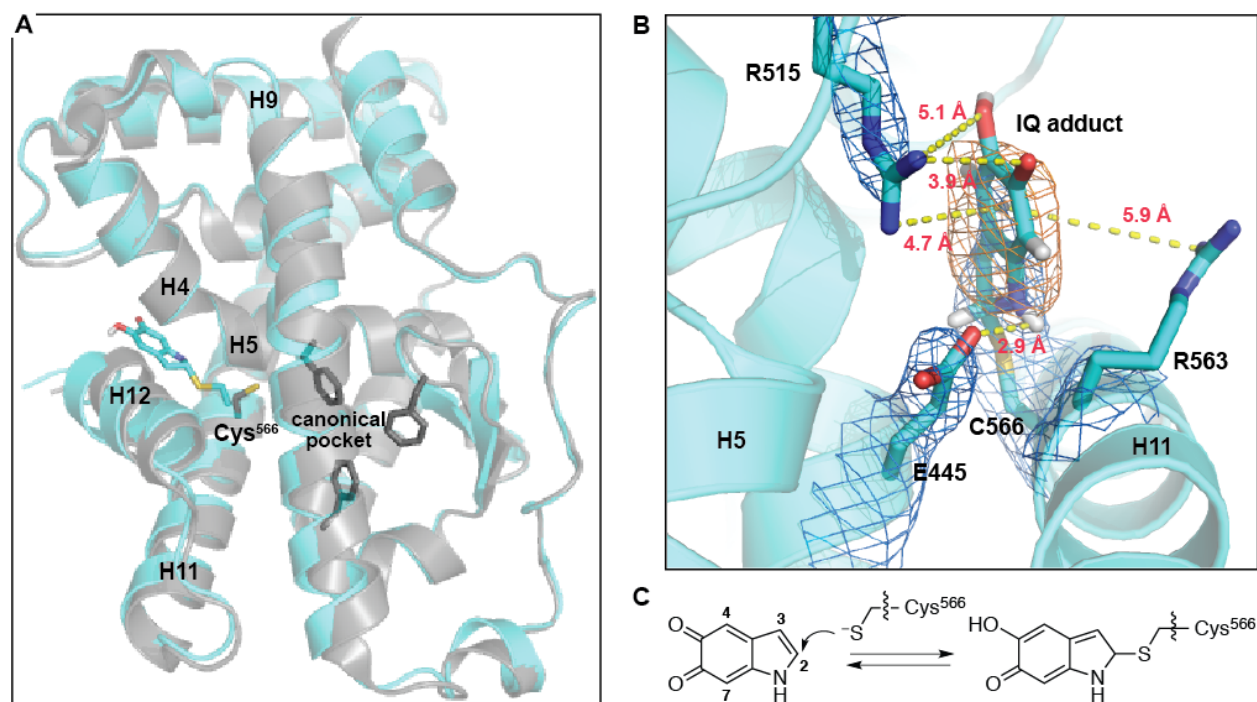 A
H9
H4
H5
H12
Cys⁵⁶⁶
canonical
pocket
H11
B
R515
5.1 Å
IQ adduct
3.9 Å
5.9 Å
4.7 Å
2.9 Å
R563
H5
C566
H11
E445
C
4
3
⁻S
Cys⁵⁶⁶
O
O
2
N
H
7
HO
O
S
Cys⁵⁶⁶
N
H